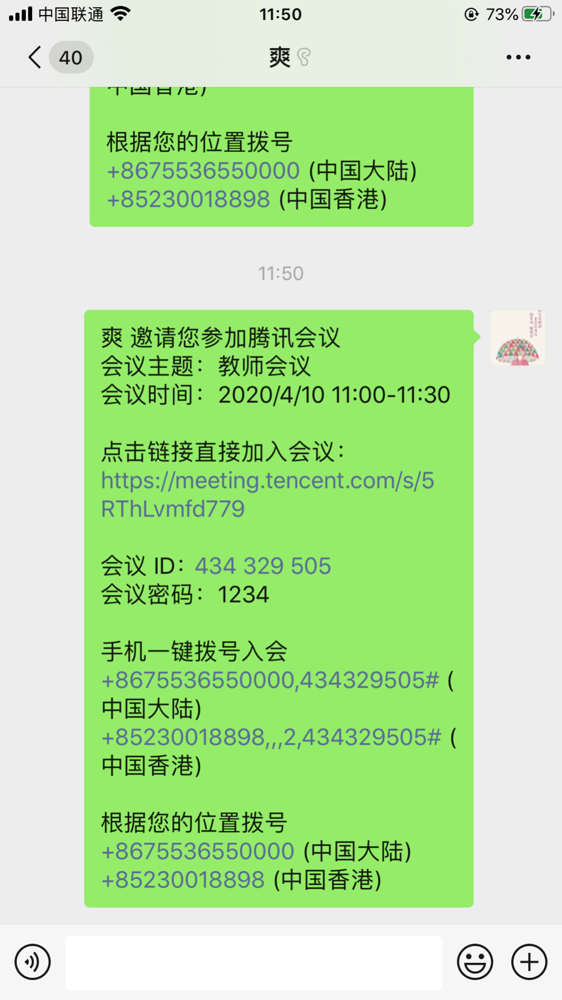 中国联通
11:50
73%
40
爽
中国香港)
根据您的位置拨号
+8675536550000 (中国大陆)
+85230018898 (中国香港)
11:50
爽 邀请您参加腾讯会议
会议主题：教师会议
会议时间：2020/4/10 11:00-11:30
点击链接直接加入会议：
https://meeting.tencent.com/s/5
RThLvmfd779
会议 ID：434 329 505
会议密码：1234
手机一键拨号入会
+8675536550000,434329505# (
中国大陆)
+85230018898,,,2,434329505# (
中国香港)
根据您的位置拨号
+8675536550000 (中国大陆)
+85230018898 (中国香港)